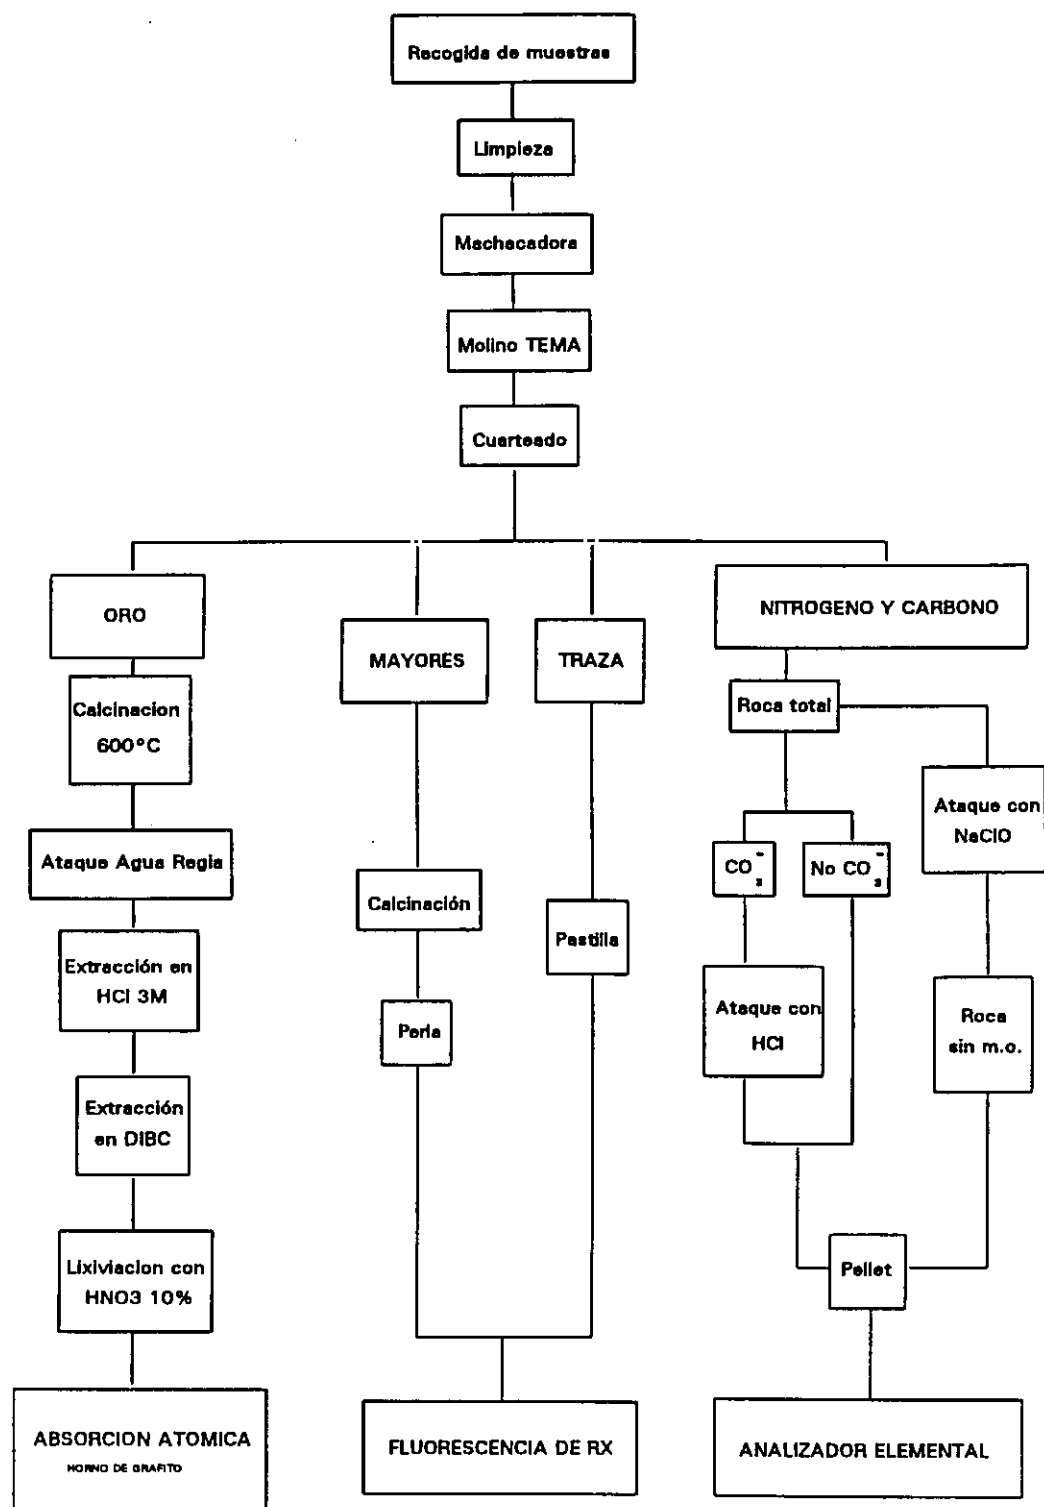 Recogida de muestras
Limpieza
Machacadora
Molino TEMA
Cuarteado
ORO
Calcinacion
600°C
Ataque Agua Regia
Extracción en
HCl 3M
Extracción
en DIBC
Lixiviacion con
HNO3 10%
ABSORCION ATOMICA
HORNO DE GRAFITO
MAYORES
Calcinación
Perla
TRAZA
Pastilla
FLUORESCENCIA DE RX
NITROGENO Y CARBONO
Roca total
CO₃⁻
No CO₃⁻
Ataque con
HCl
Ataque con
NaClO
Roca
sin m.o.
Pellet
ANALIZADOR ELEMENTAL